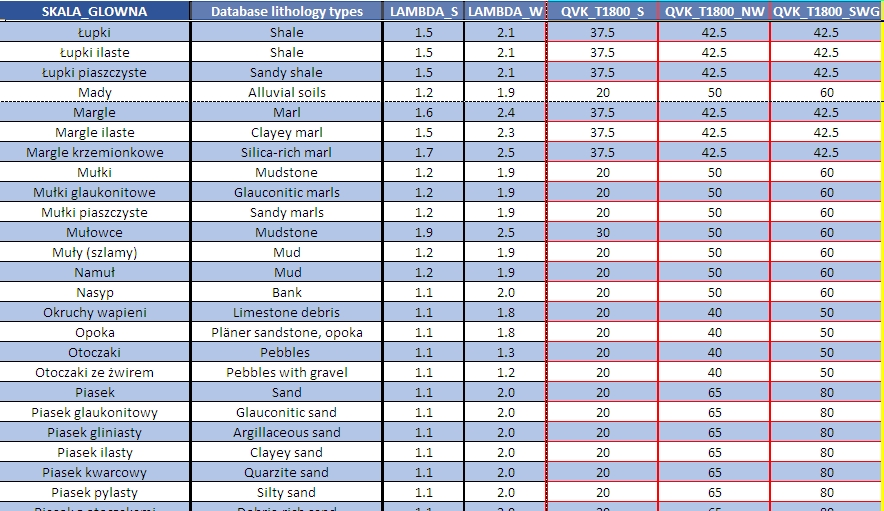 SKALA_GLOWNA Database lithology types LAMBDA_S LAMBDA_W QVK_T1800_S QVK_T1800_NW QVK_T1800_SWG
Łupki Shale 1.5 2.1 37.5 42.5 42.5
Łupki ilaste Shale 1.5 2.1 37.5 42.5 42.5
Łupki piaszczyste Sandy shale 1.5 2.1 37.5 42.5 42.5
Mady Alluvial soils 1.2 1.9 20 50 60
Margle Marl 1.6 2.4 37.5 42.5 42.5
Margle ilaste Clayey marl 1.5 2.3 37.5 42.5 42.5
Margle krzemionkowe Silica-rich marl 1.7 2.5 37.5 42.5 42.5
Mułki Mudstone 1.2 1.9 20 50 60
Mułki glaukonitowe Glauconitic marls 1.2 1.9 20 50 60
Mułki piaszczyste Sandy marls 1.2 1.9 20 50 60
Mułowce Mudstone 1.9 2.5 30 50 60
Muły (szlamy) Mud 1.2 1.9 20 50 60
Namuł Mud 1.2 1.9 20 50 60
Nasyp Bank 1.1 2.0 20 50 60
Okruchy wapieni Limestone debris 1.1 1.8 20 40 50
Opoka Pläner sandstone, opoka 1.1 1.8 20 40 50
Otoczaki Pebbles 1.1 1.3 20 40 50
Otoczaki ze żwirem Pebbles with gravel 1.1 1.2 20 40 50
Piasek Sand 1.1 2.0 20 65 80
Piasek glaukonitowy Glauconitic sand 1.1 2.0 20 65 80
Piasek gliniasty Argillaceous sand 1.1 2.0 20 65 80
Piasek ilasty Clayey sand 1.1 2.0 20 65 80
Piasek kwarcowy Quarzite sand 1.1 2.0 20 65 80
Piasek pylasty Silty sand 1.1 2.0 20 65 80